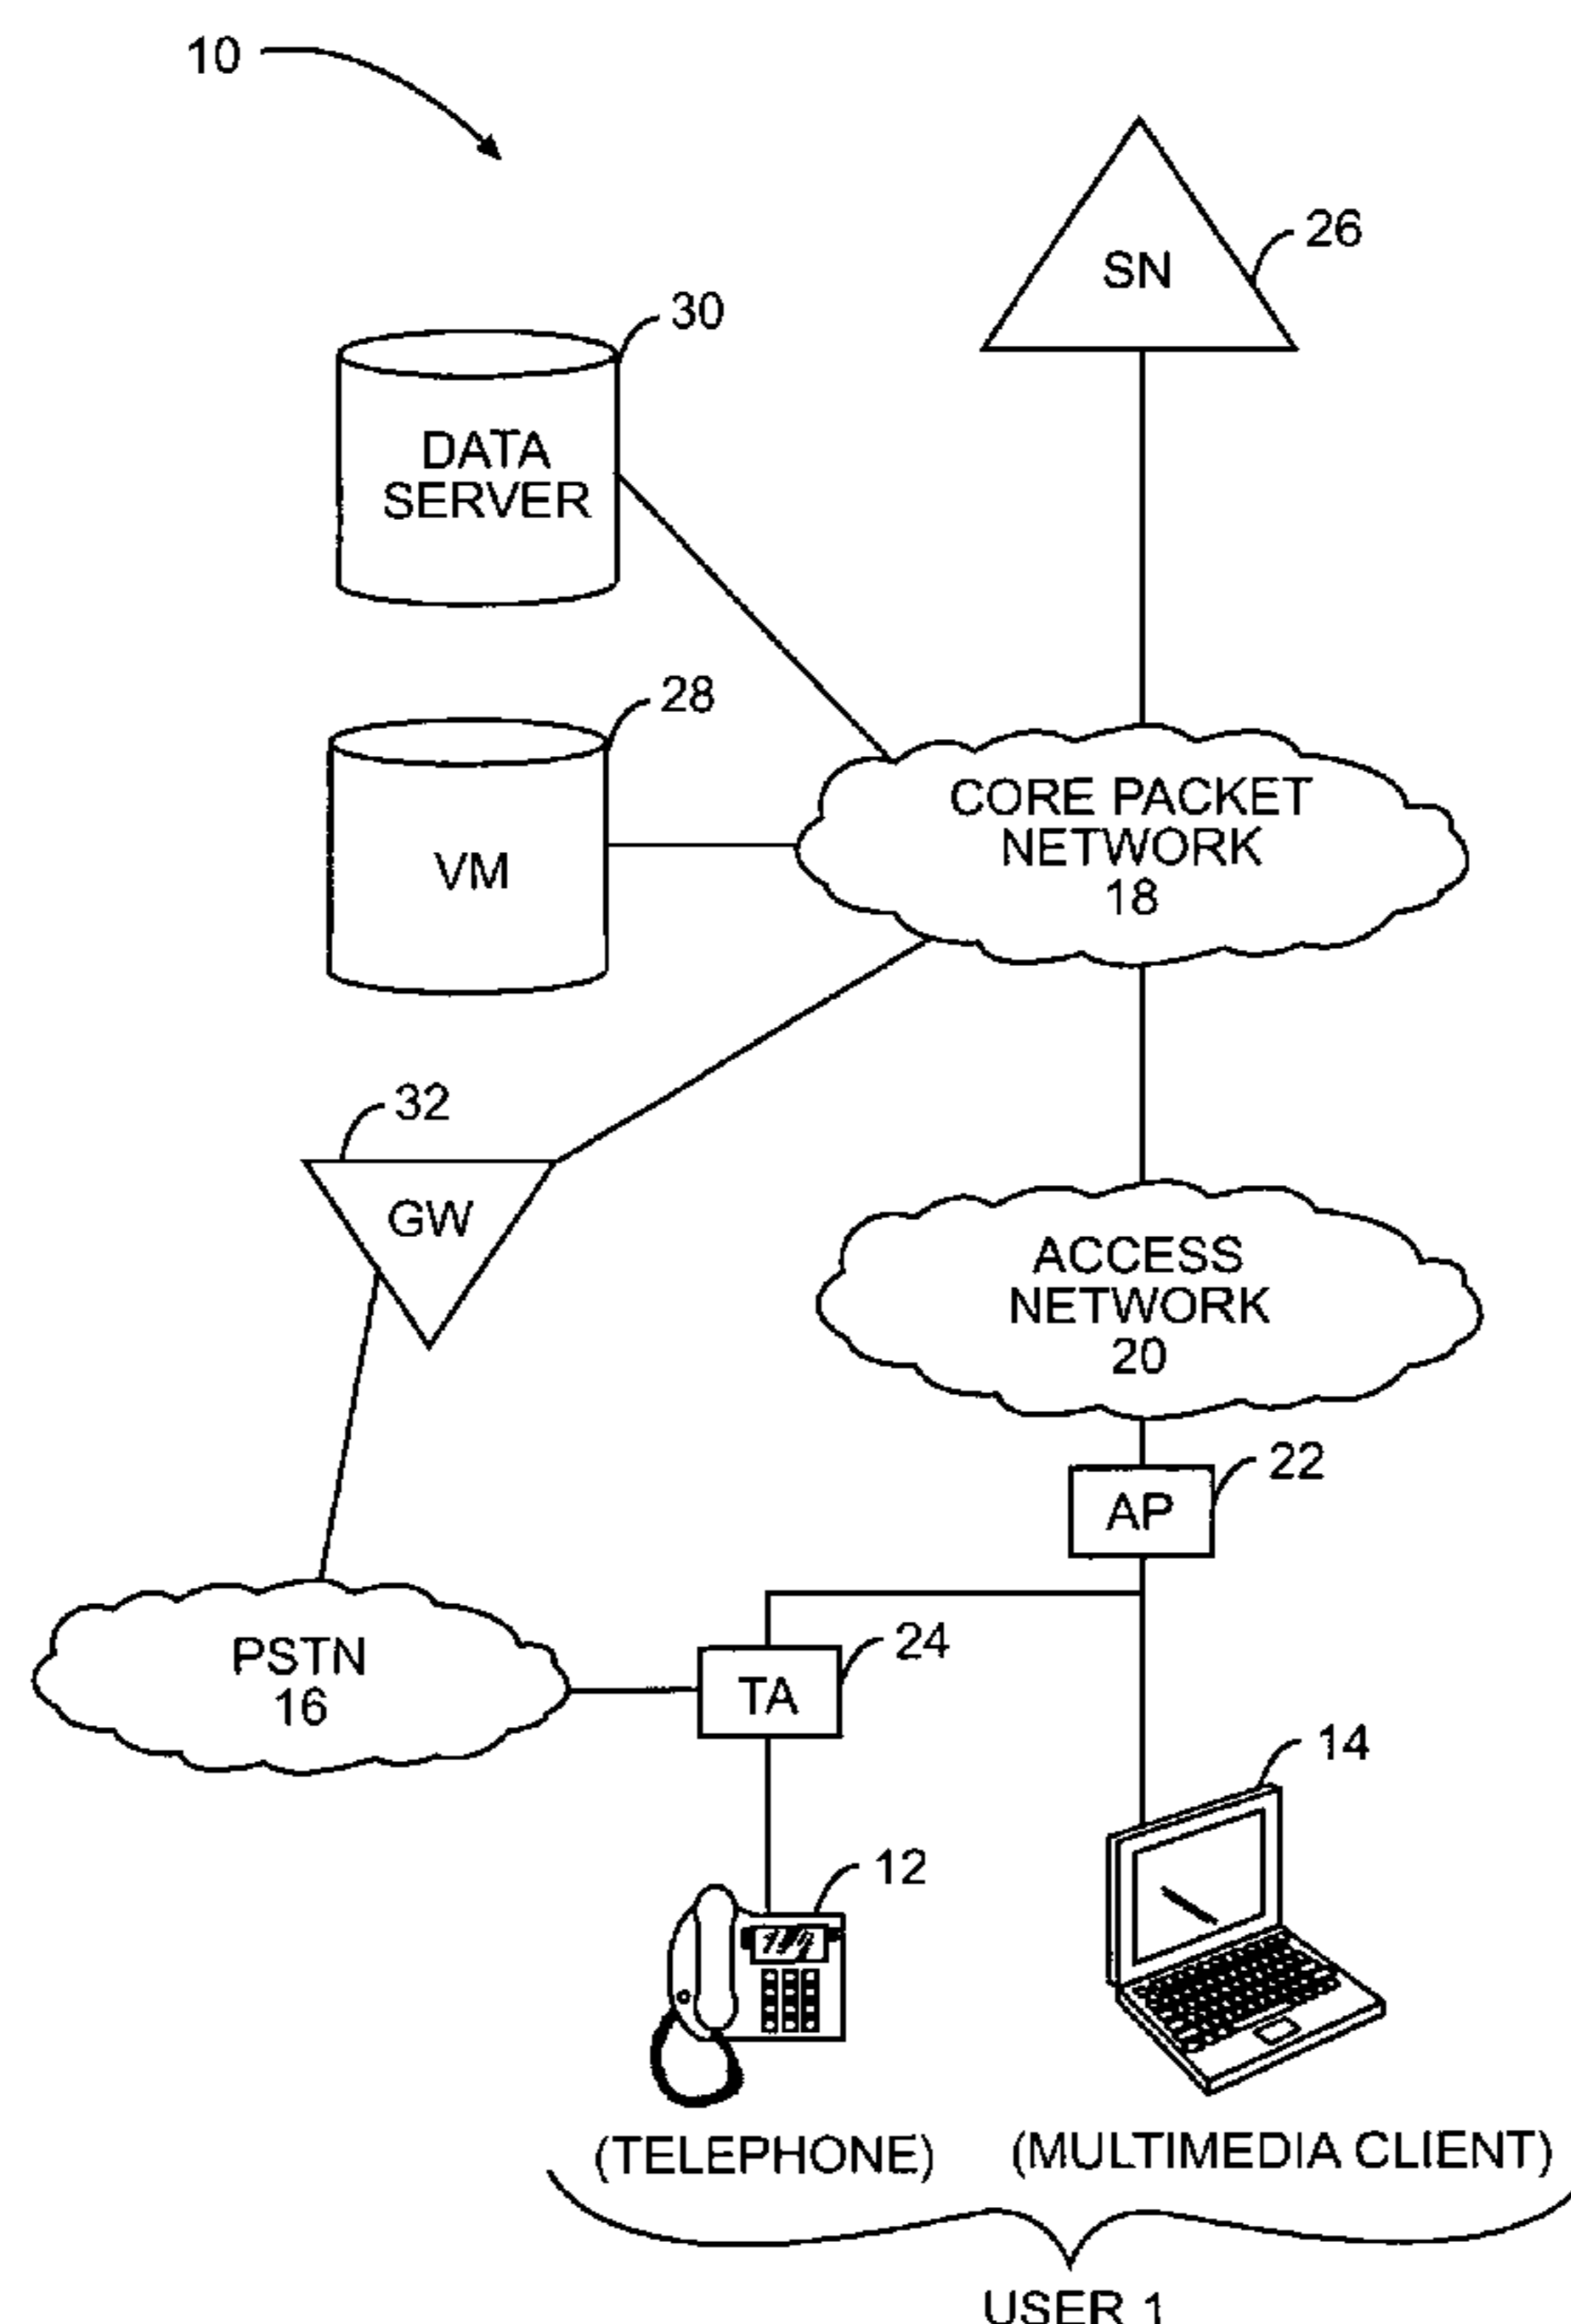 10
SN
26
30
DATA
SERVER
28
VM
CORE PACKET
NETWORK
18
32
GW
ACCESS
NETWORK
20
22
AP
PSTN
16
24
TA
14
12
(TELEPHONE)
(MULTIMEDIA CLIENT)
USER 1